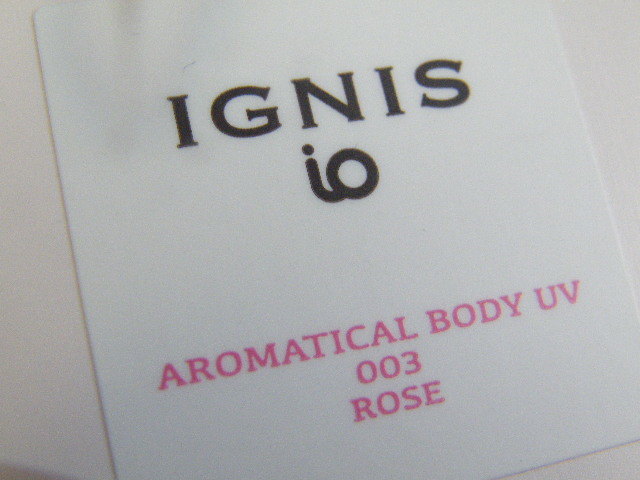 IGNIS
io
AROMATICAL BODY UV
003
ROSE